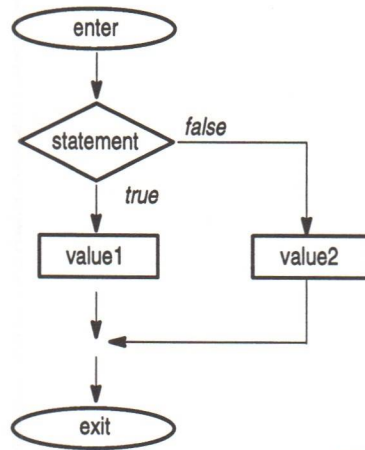 enter
statement
false
true
value1
value2
exit